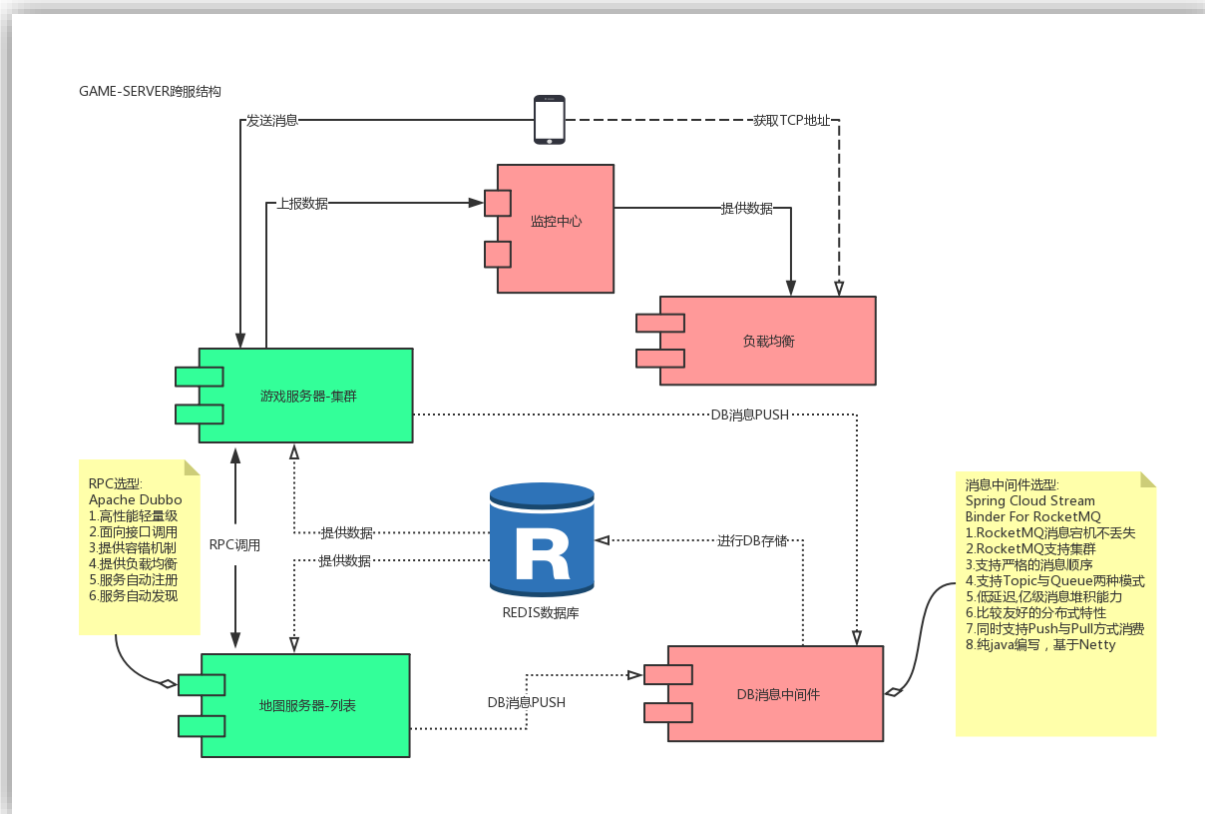 GAME-SERVER跨服结构
发送消息
获取TCP地址
上报数据
监控中心
提供数据
负载均衡
游戏服务器-集群
DB消息PUSH
RPC选型:
Apache Dubbo
1.高性能轻量级
2.面向接口调用
3.提供容错机制
4.提供负载均衡
5.服务自动注册
6.服务自动发现
RPC调用
提供数据
提供数据
R
REDIS数据库
进行DB存储
消息中间件选型:
Spring Cloud Stream
Binder For RocketMQ
1.RocketMQ消息宕机不丢失
2.RocketMQ支持集群
3.支持严格的消息顺序
4.支持Topic与Queue两种模式
5.低延迟,亿级消息堆积能力
6.比较友好的分布式特性
7.同时支持Push与Pull方式消费
8.纯java编写，基于Netty
地图服务器-列表
DB消息PUSH
DB消息中间件